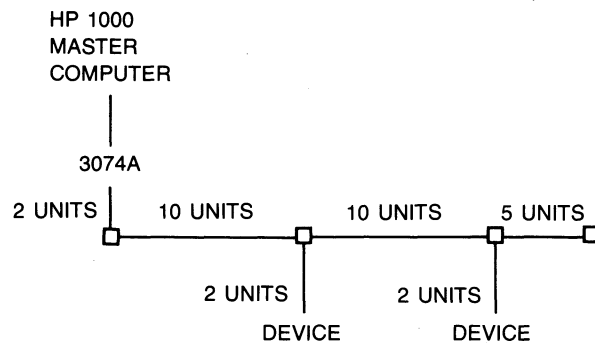 HP 1000
MASTER
COMPUTER
3074A
2 UNITS
10 UNITS
10 UNITS
5 UNITS
2 UNITS
2 UNITS
DEVICE
DEVICE